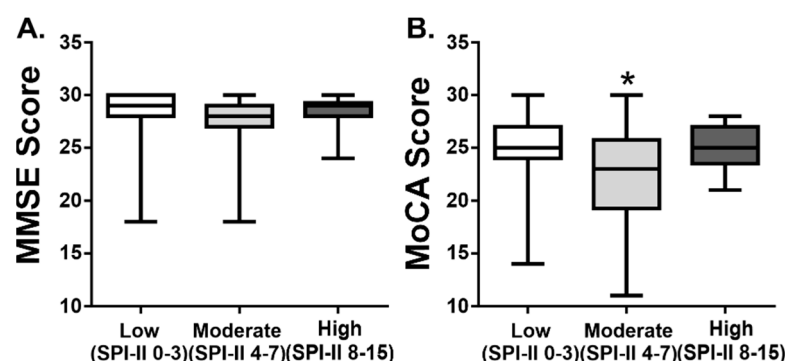 A.
MMSE Score
35
30
25
20
15
10
Low
(SPI-II 0-3)
Moderate
(SPI-II 4-7)
High
(SPI-II 8-15)
B.
MoCA Score
35
30
25
20
15
10
*
Low
(SPI-II 0-3)
Moderate
(SPI-II 4-7)
High
(SPI-II 8-15)